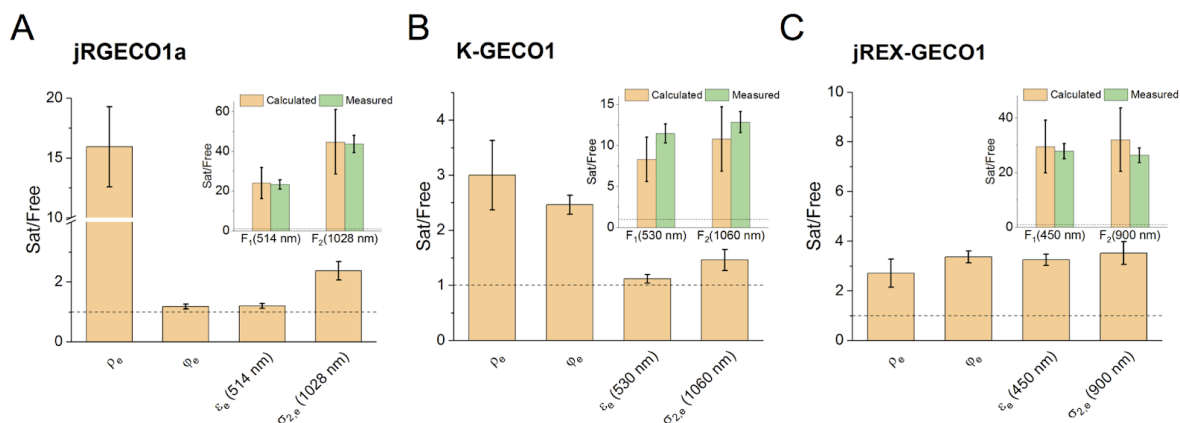 A
jRGECO1a
Sat/Free
20
15
10
2
0
ρe
φe
εe (514 nm)
σ2,e (1028 nm)
Calculated
Measured
Sat/Free
60
40
20
0
F1(514 nm)
F2(1028 nm)
B
K-GECO1
Sat/Free
4
3
2
1
0
ρe
φe
εe (530 nm)
σ2,e (1060 nm)
Calculated
Measured
Sat/Free
15
10
5
0
F1(530 nm)
F2(1060 nm)
C
jREX-GECO1
Sat/Free
10
8
6
4
2
0
ρe
φe
εe (450 nm)
σ2,e (900 nm)
Calculated
Measured
Sat/Free
40
20
0
F1(450 nm)
F2(900 nm)